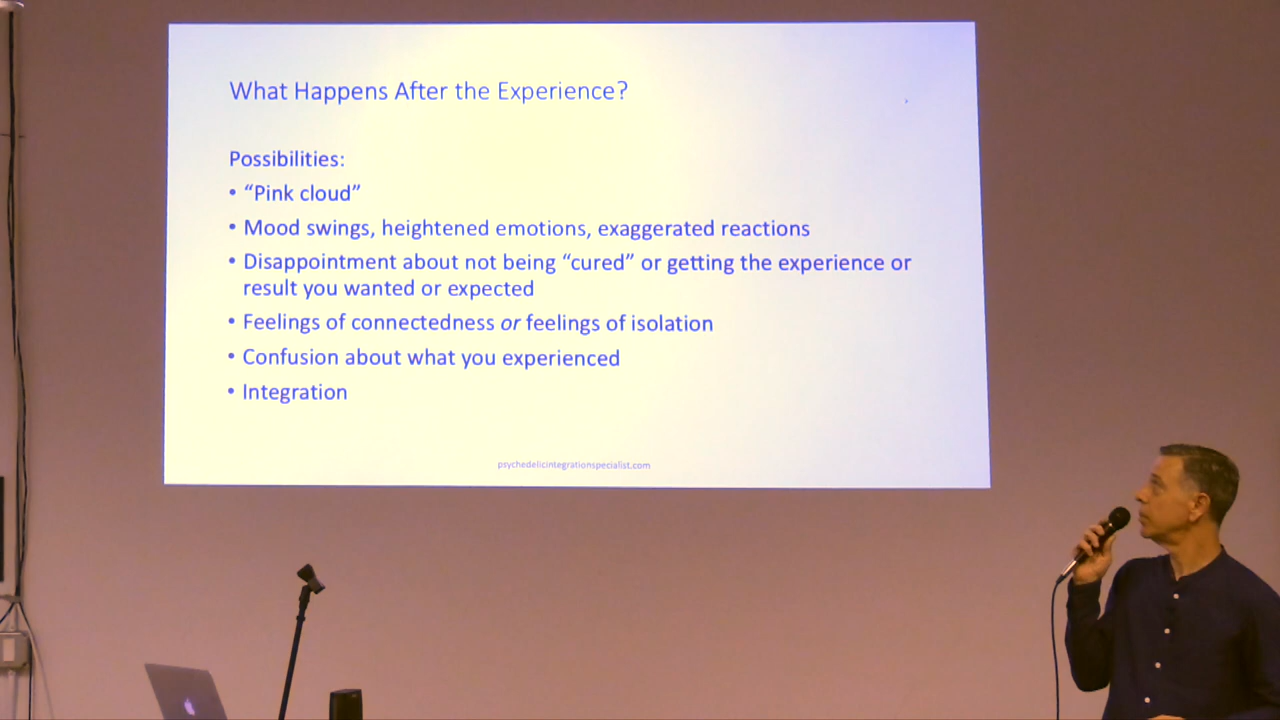 What Happens After the Experience?
Possibilities:
• “Pink cloud”
• Mood swings, heightened emotions, exaggerated reactions
• Disappointment about not being “cured” or getting the experience or
result you wanted or expected
• Feelings of connectedness or feelings of isolation
• Confusion about what you experienced
• Integration
psychedelicintegrationspecialist.com